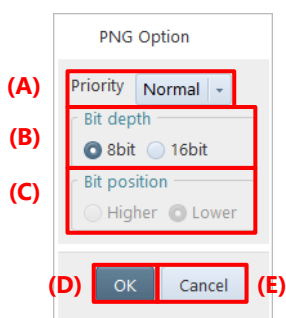 PNG Option
(A) Priority Normal
(B) Bit depth
8bit 16bit
(C) Bit position
Higher Lower
(D) OK Cancel (E)